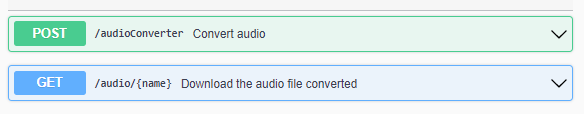 POST /audioConverter Convert audio
GET /audio/{name} Download the audio file converted